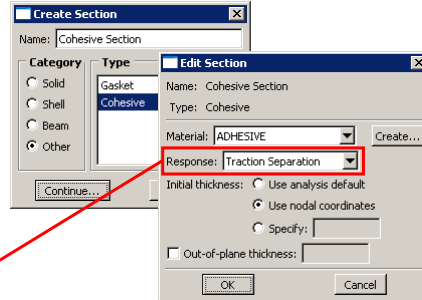 Create Section
Name: Cohesive Section
Category
Type
Solid
Shell
Beam
Other
Gasket
Cohesive
Continue...
Edit Section
Name: Cohesive Section
Type: Cohesive
Material: ADHESIVE
Create...
Response: Traction Separation
Initial thickness: Use analysis default
Use nodal coordinates
Specify:
Out-of-plane thickness:
OK
Cancel